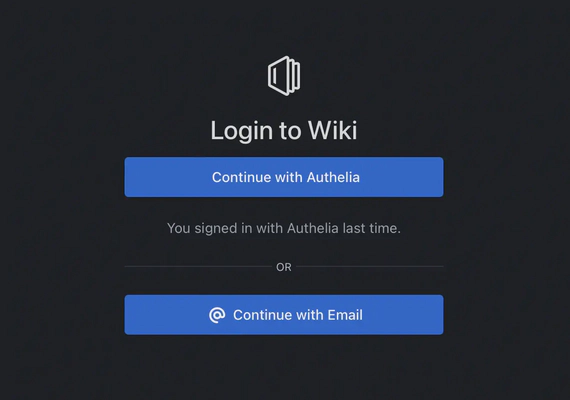 Login to Wiki
Continue with Authelia
You signed in with Authelia last time.
OR
Continue with Email